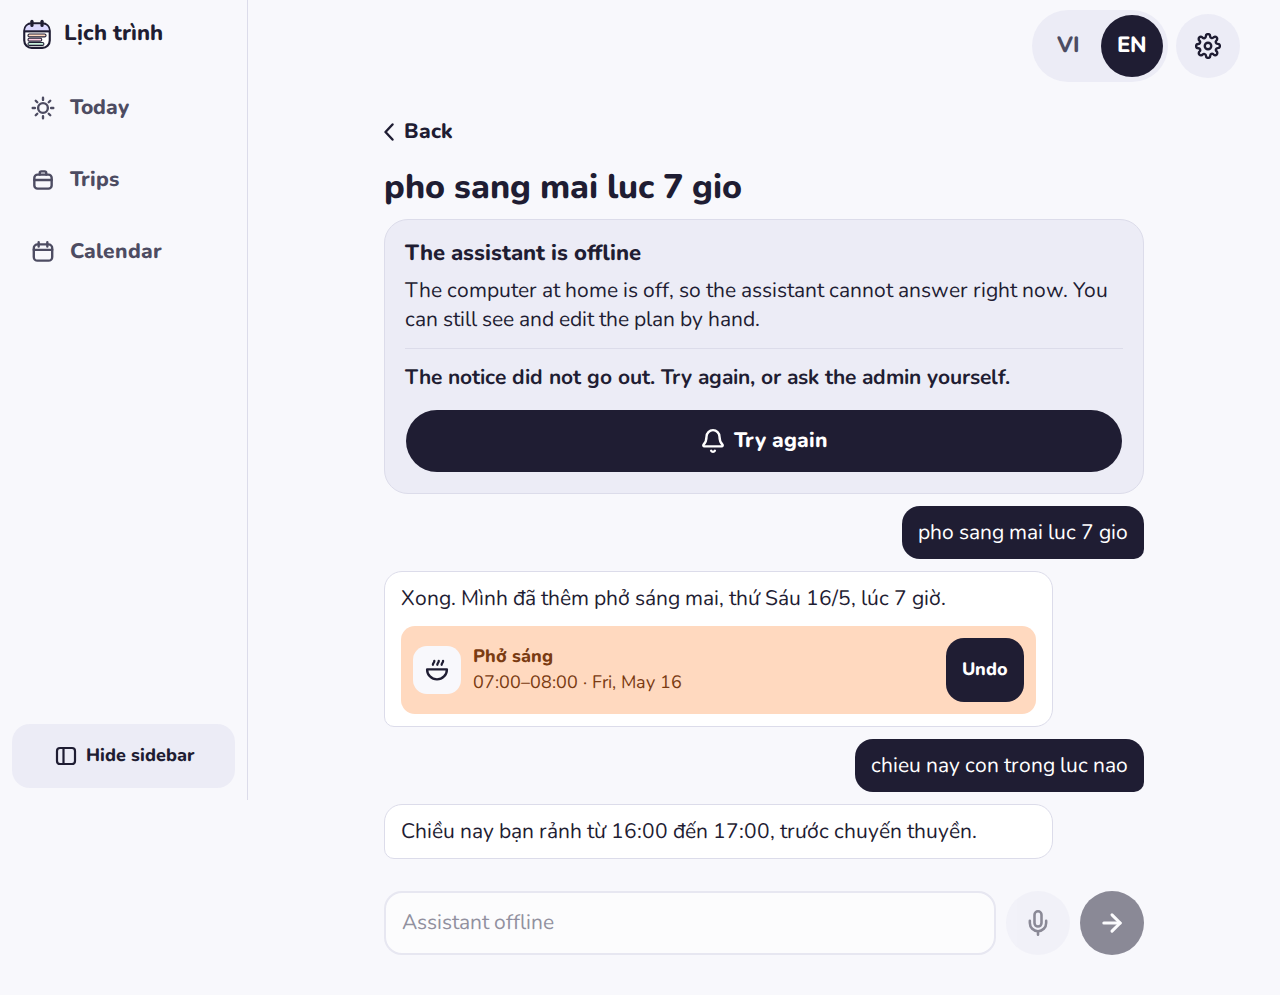 Lịch trình
VI
EN
Today
Trips
Calendar
Hide sidebar
Back
pho sang mai luc 7 gio
The assistant is offline
The computer at home is off, so the assistant cannot answer right now. You
can still see and edit the plan by hand.
The notice did not go out. Try again, or ask the admin yourself.
Try again
pho sang mai luc 7 gio
Xong. Mình đã thêm phở sáng mai, thứ Sáu 16/5, lúc 7 giờ.
Phở sáng
07:00–08:00 · Fri, May 16
Undo
chieu nay con trong luc nao
Chiều nay bạn rảnh từ 16:00 đến 17:00, trước chuyến thuyền.
Assistant offline